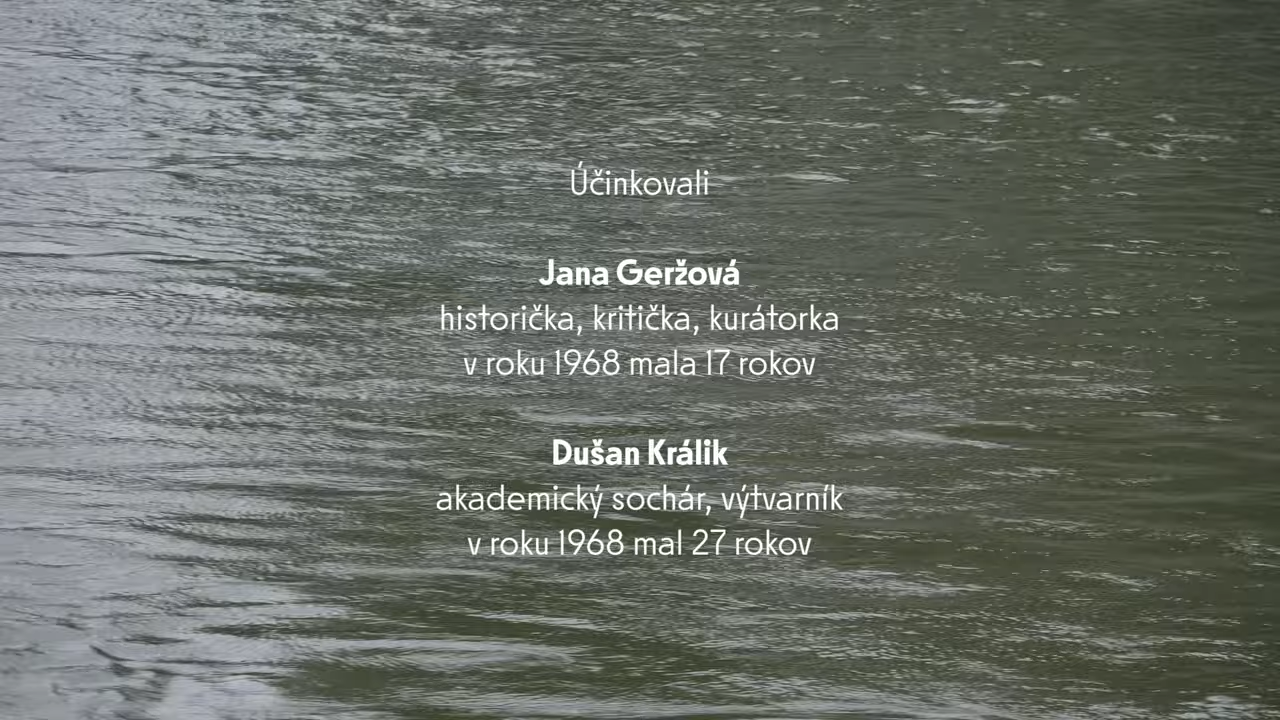 Účinkovali
Jana Geržová
historička, kritička, kurátorka
v roku 1968 mala 17 rokov
Dušan Králik
akademický sochár, výtvarník
v roku 1968 mal 27 rokov